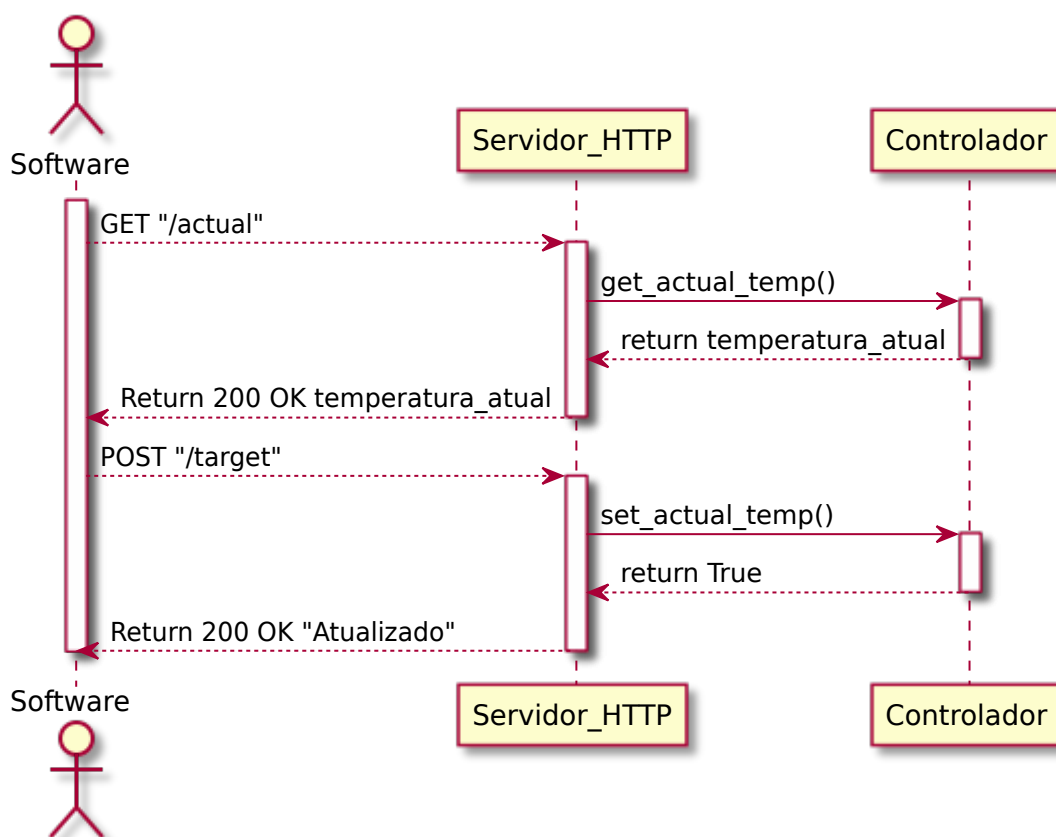 Software
Servidor_HTTP
Controlador
GET "/actual"
get_actual_temp()
return temperatura_atual
Return 200 OK temperatura_atual
POST "/target"
set_actual_temp()
return True
Return 200 OK "Atualizado"
Software
Servidor_HTTP
Controlador